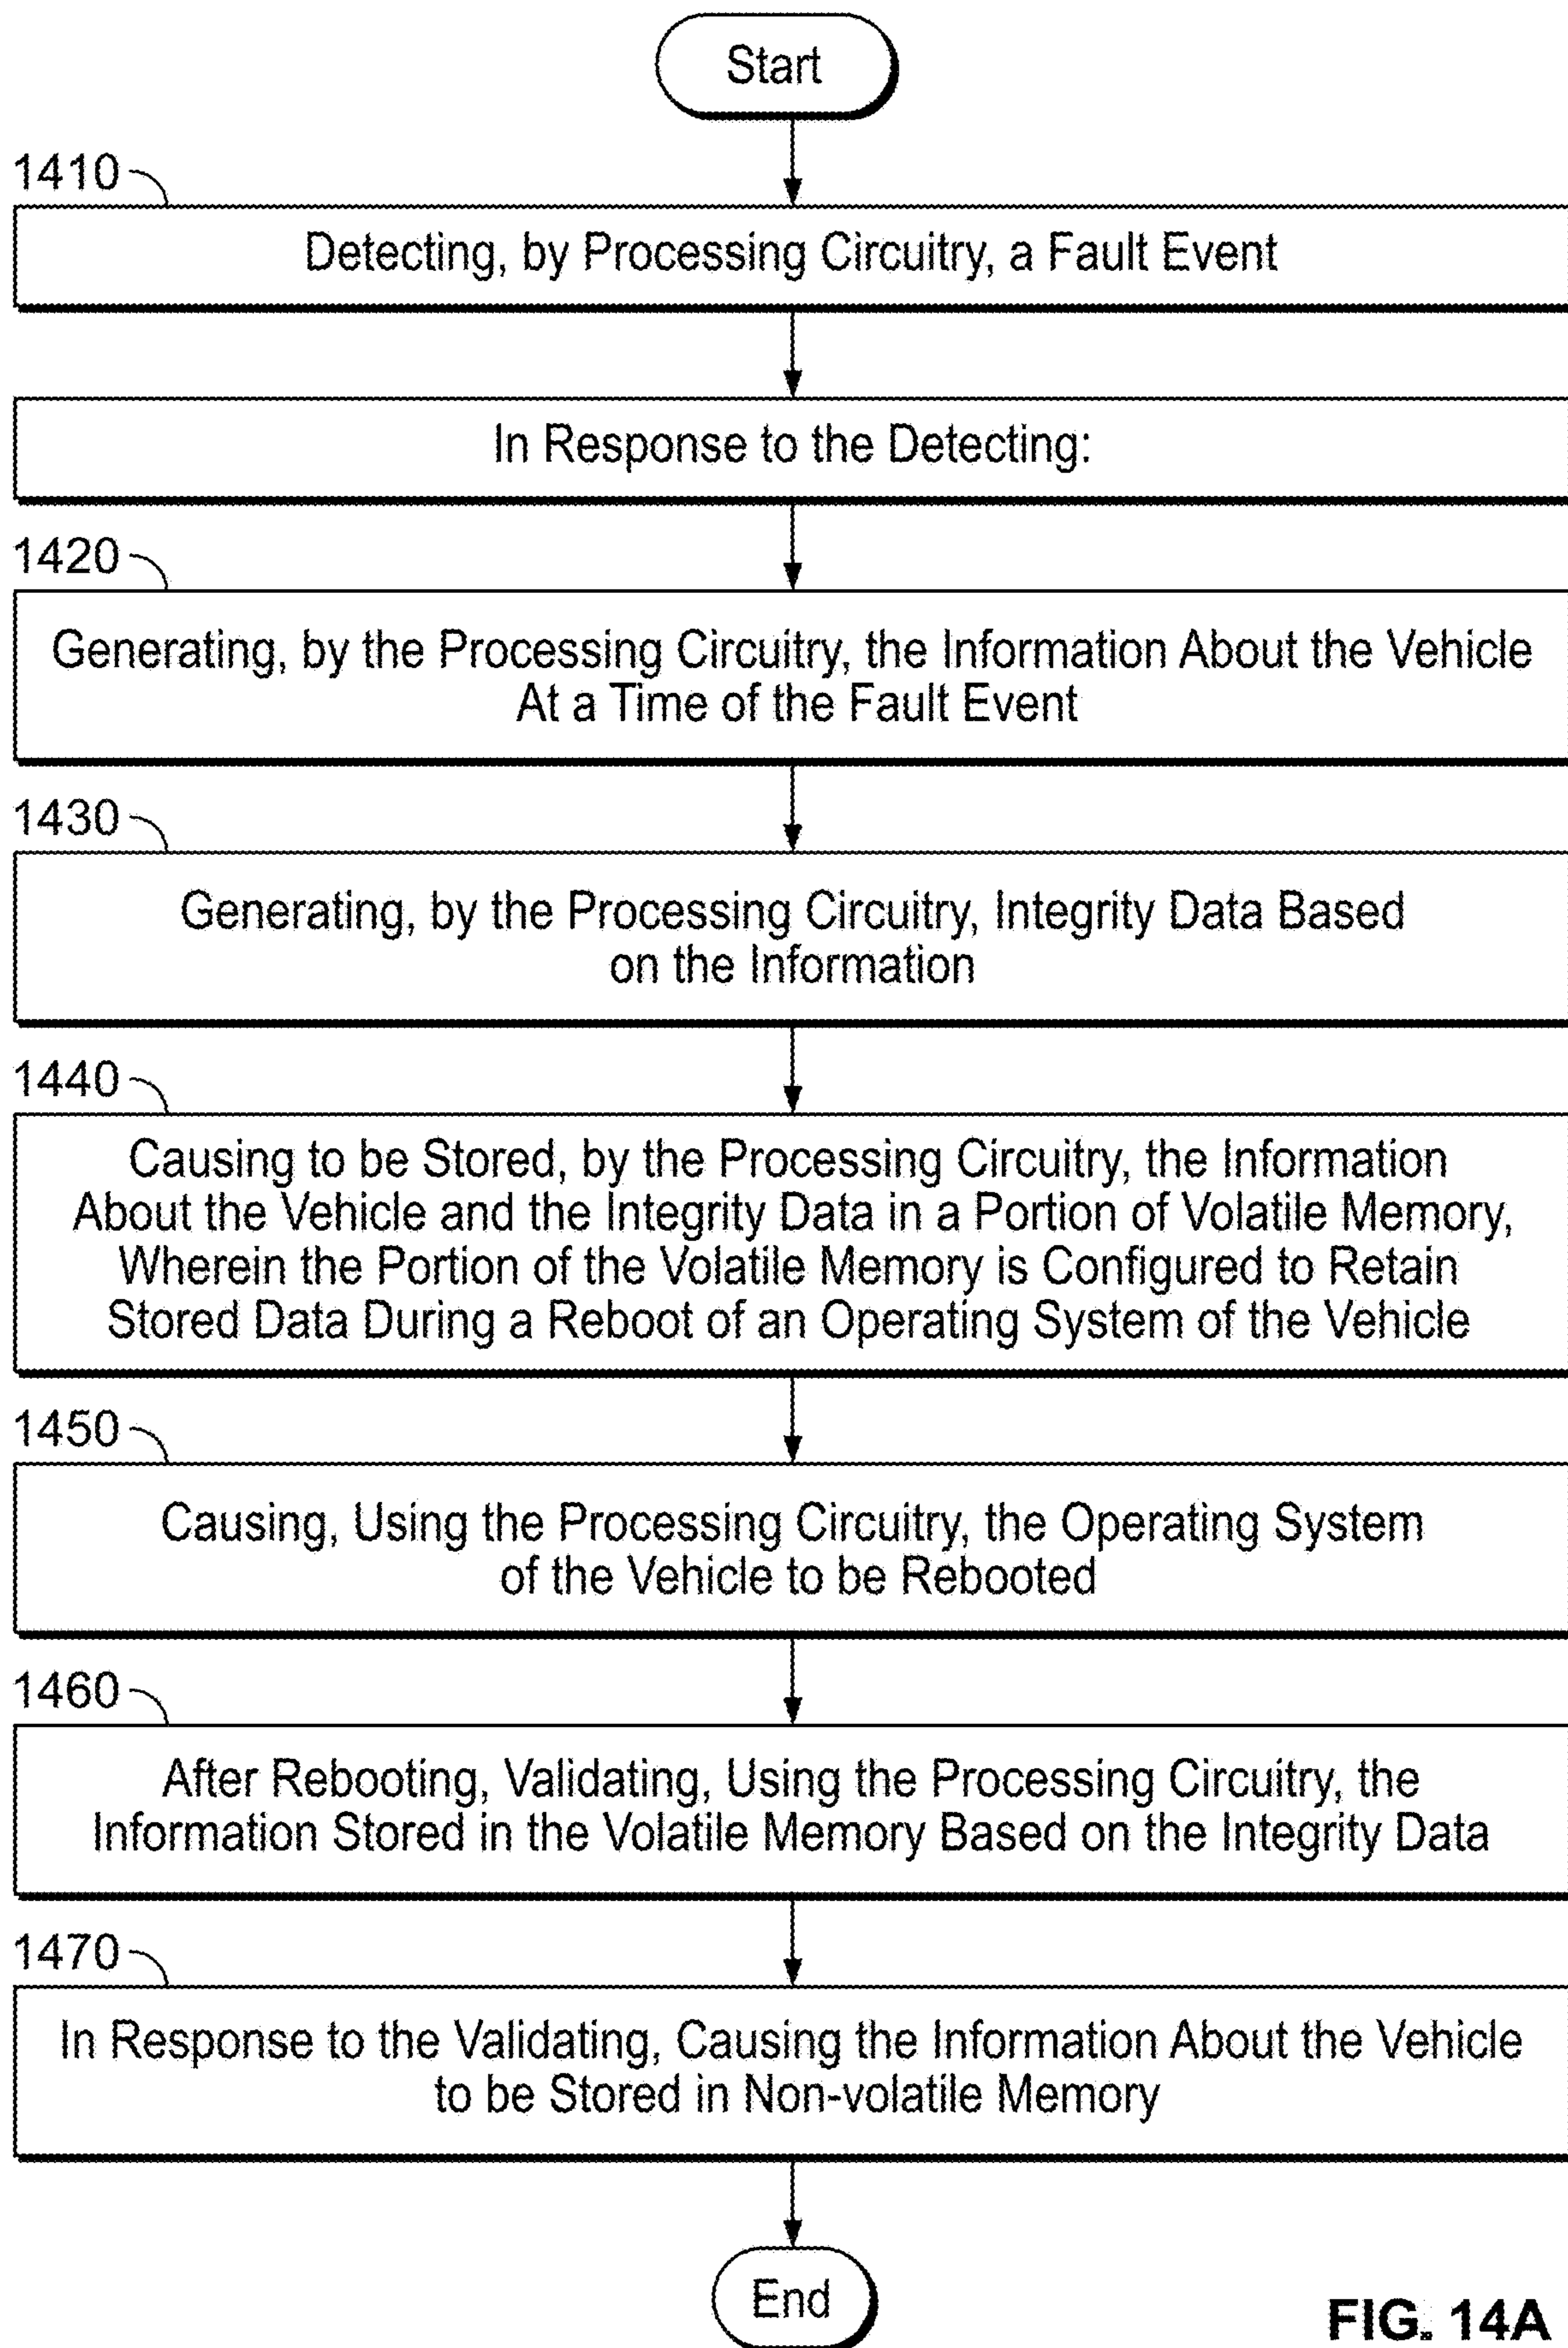 Start
1410
Detecting, by Processing Circuitry, a Fault Event
In Response to the Detecting:
1420
Generating, by the Processing Circuitry, the Information About the Vehicle
At a Time of the Fault Event
1430
Generating, by the Processing Circuitry, Integrity Data Based
on the Information
1440
Causing to be Stored, by the Processing Circuitry, the Information
About the Vehicle and the Integrity Data in a Portion of Volatile Memory,
Wherein the Portion of the Volatile Memory is Configured to Retain
Stored Data During a Reboot of an Operating System of the Vehicle
1450
Causing, Using the Processing Circuitry, the Operating System
of the Vehicle to be Rebooted
1460
After Rebooting, Validating, Using the Processing Circuitry, the
Information Stored in the Volatile Memory Based on the Integrity Data
1470
In Response to the Validating, Causing the Information About the Vehicle
to be Stored in Non-volatile Memory
End
FIG. 14A